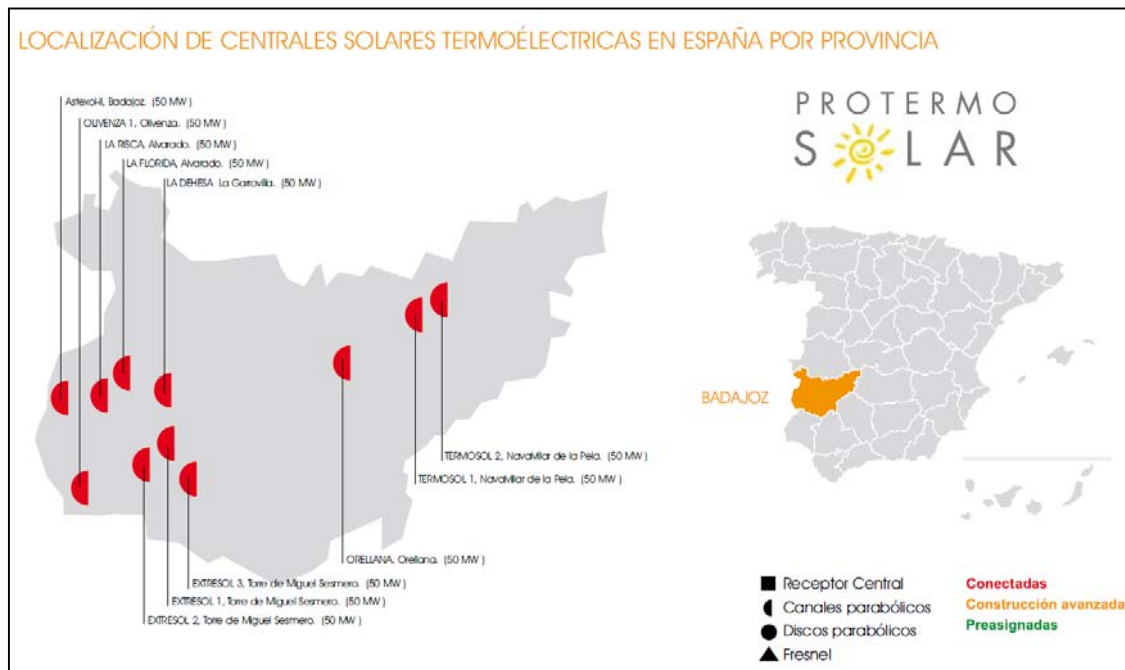 LOCALIZACIÓN DE CENTRALES SOLARES TERMOÉLECTRICAS EN ESPAÑA POR PROVINCIA
Astexol-II, Badajoz. (50 MW )
OLIVENZA 1, Olivenza. (50 MW )
LA RISCA, Alvarado. (50 MW )
LA FLORIDA, Alvarado. (50 MW )
LA DEHESA La Garrovilla. (50 MW )
PROTERMO
SOLAR
BADAJOZ
TERMOSOL 2, Navalvillar de la Pela. (50 MW )
TERMOSOL 1, Navalvillar de la Pela. (50 MW )
ORELLANA, Orellana. (50 MW )
EXTRESOL 3, Torre de Miguel Sesmero. (50 MW )
EXTRESOL 1, Torre de Miguel Sesmero. (50 MW )
EXTRESOL 2, Torre de Miguel Sesmero. (50 MW )
Receptor Central
Canales parabólicos
Discos parabólicos
Fresnel
Conectadas
Construcción avanzada
Preasignadas